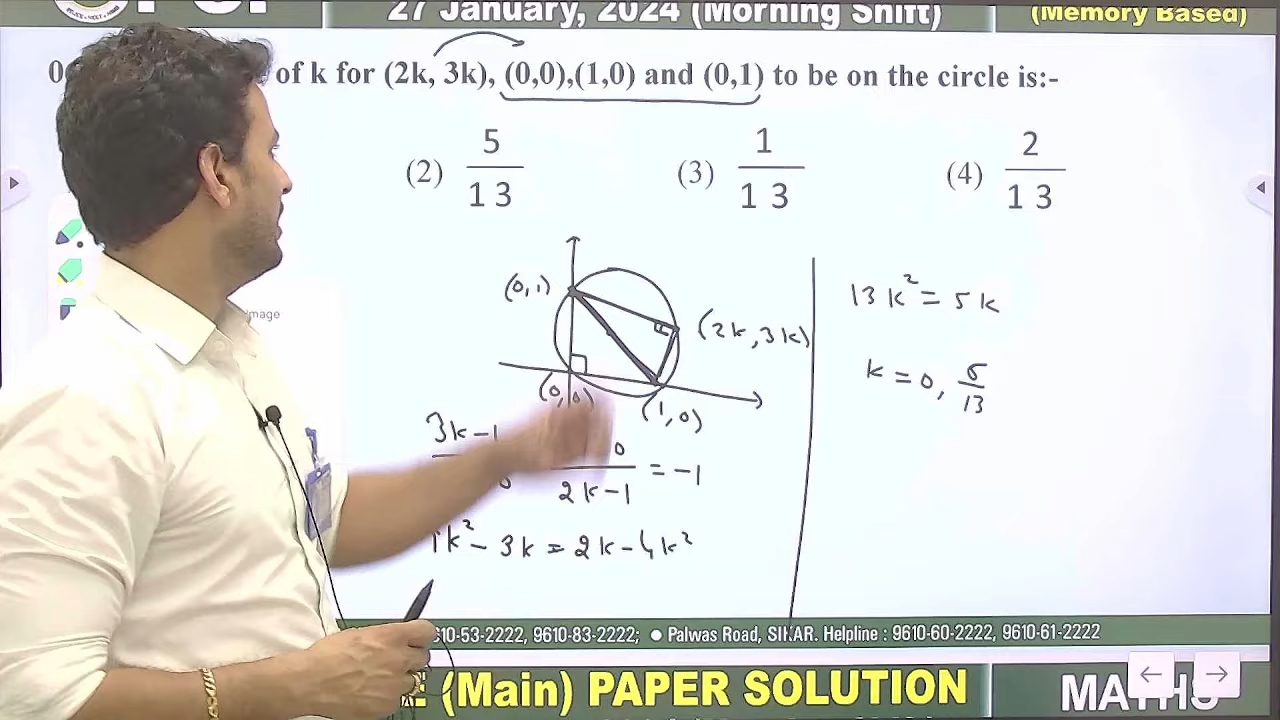 27 January, 2024 (Morning Shift)
(Memory Based)
of k for (2k, 3k), (0,0),(1,0) and (0,1) to be on the circle is:-
(2) 5/13 (3) 1/13 (4) 2/13
(0,1)
(2k, 3k)
(0,0)
(1,0)
3k-1
0
2k-1
= -1
k² - 3k = 2k - 4k²
13k² = 5k
k = 0, 5/13
image
610-53-2222, 9610-83-2222; ● Palwas Road, SIKAR. Helpline : 9610-60-2222, 9610-61-2222
(Main) PAPER SOLUTION
MATHS